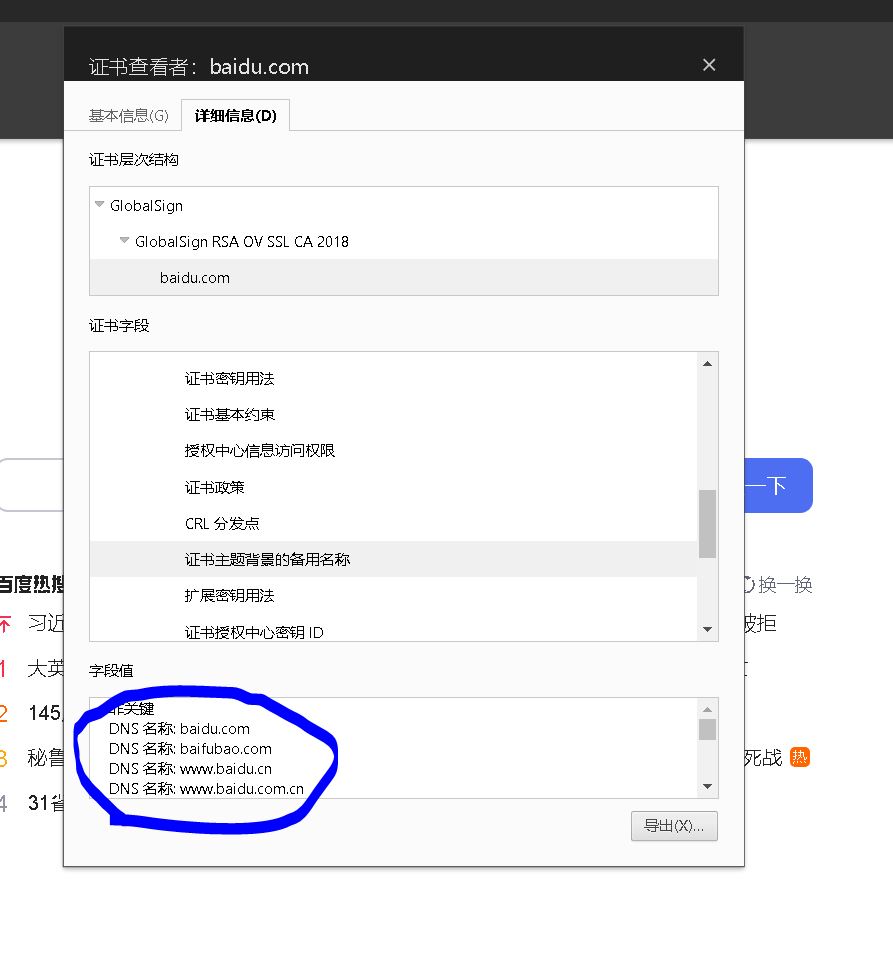 证书查看者：baidu.com
基本信息(G)
详细信息(D)
证书层次结构
GlobalSign
GlobalSign RSA OV SSL CA 2018
baidu.com
证书字段
证书密钥用法
证书基本约束
授权中心信息访问权限
证书政策
CRL 分发点
证书主题背景的备用名称
扩展密钥用法
证书授权中心密钥 ID
字段值
非关键
DNS 名称: baidu.com
DNS 名称: baifubao.com
DNS 名称: www.baidu.cn
DNS 名称: www.baidu.com.cn
导出(X)...
一下
百度热搜
换一换
习近
被拒
1 大英
2 145
3 秘鲁
死战 热
4 31省